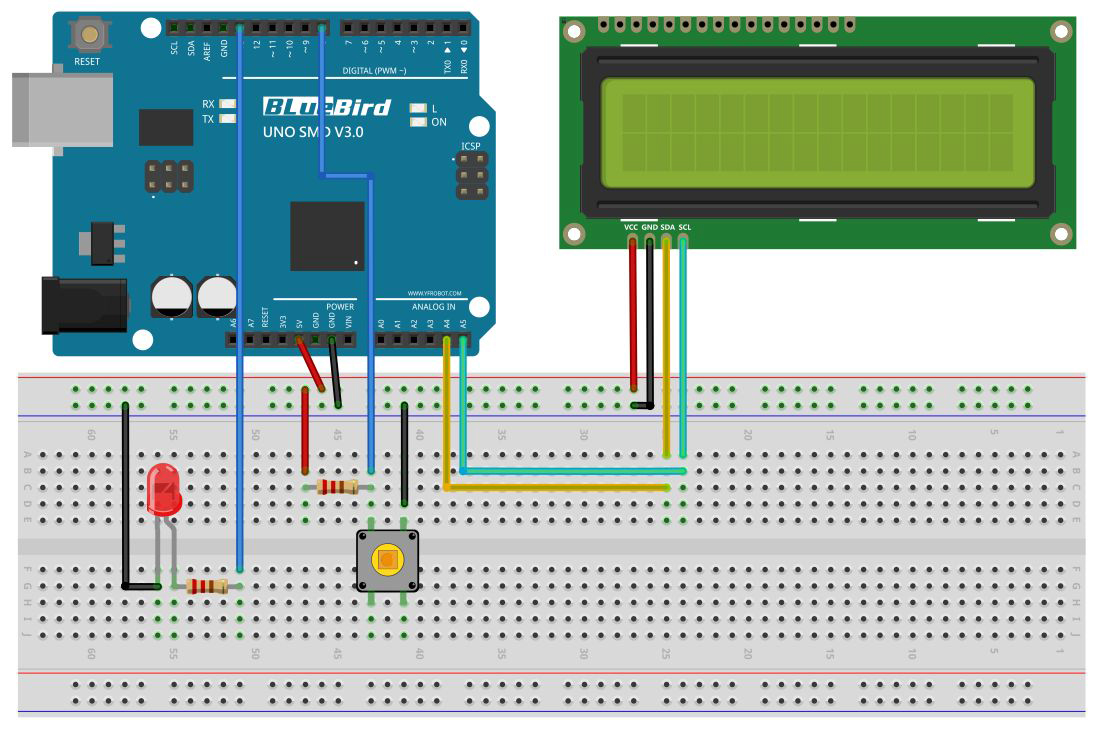 SCL
SDA
AREF
GND
12
~11
~10
~9
7
~6
~5
4
~3
2
TX0 ▶1
RX0 ◀0
RESET
DIGITAL (PWM ~)
RX
TX
BLueBird
UNO SMD V3.0
L
ON
ICSP
VCC GND SDA SCL
WWW.YFROBOT.COM
POWER
ANALOG IN
A6
A7
RESET
3V3
5V
GND
GND
VIN
A0
A1
A2
A3
A4
A5
60 55 50 45 40 35 30 25 20 15 10 5 1
A A
B B
C C
D D
E E
F F
G G
H H
I I
J J
60 55 50 45 40 35 30 25 20 15 10 5 1